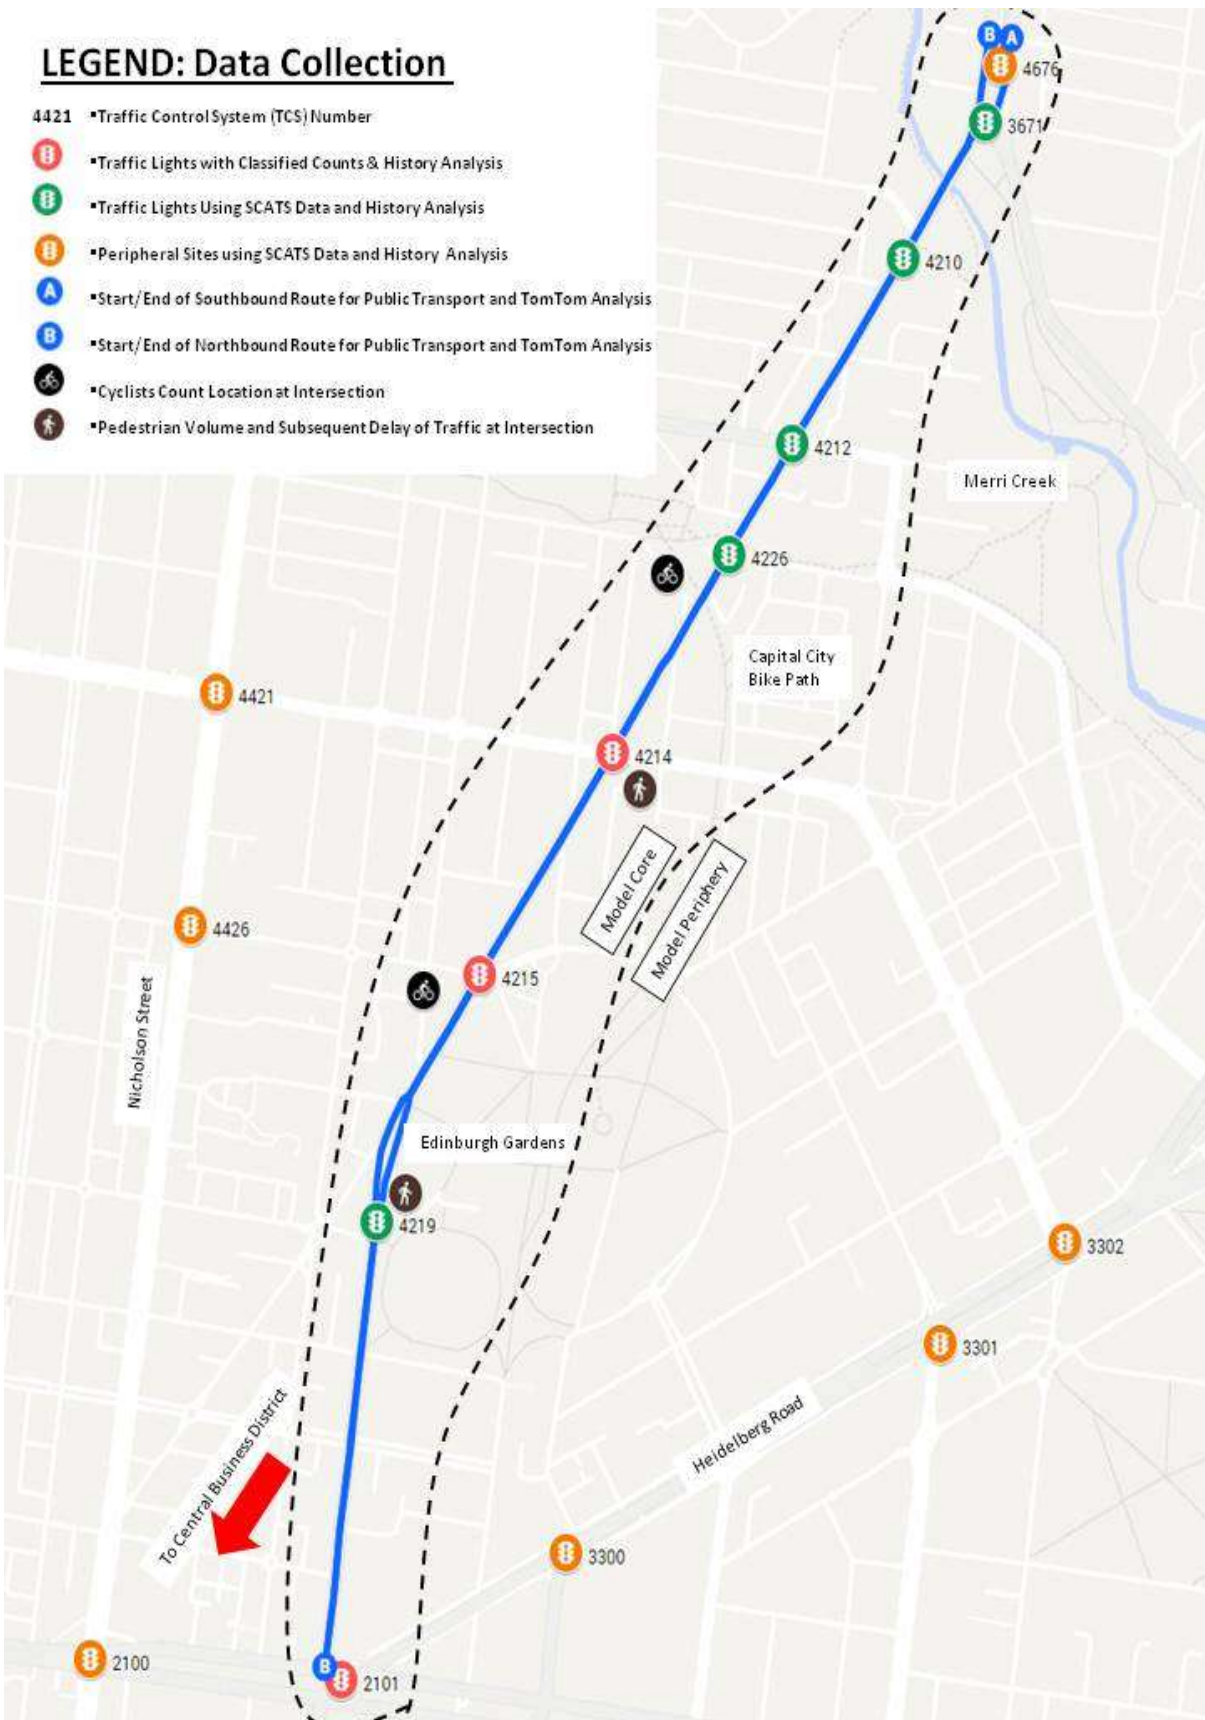 LEGEND: Data Collection
4421 ▪Traffic Control System (TCS) Number
▪Traffic Lights with Classified Counts & History Analysis
▪Traffic Lights Using SCATS Data and History Analysis
▪Peripheral Sites using SCATS Data and History Analysis
A ▪Start/End of Southbound Route for Public Transport and TomTom Analysis
B ▪Start/End of Northbound Route for Public Transport and TomTom Analysis
▪Cyclists Count Location at Intersection
▪Pedestrian Volume and Subsequent Delay of Traffic at Intersection
B A
4676
3671
4210
4212
Merri Creek
4226
Capital City
Bike Path
4421
4214
Model Core
Model Periphery
4426
4215
Nicholson Street
Edinburgh Gardens
4219
3302
3301
Heidelberg Road
To Central Business District
3300
2100
B
2101